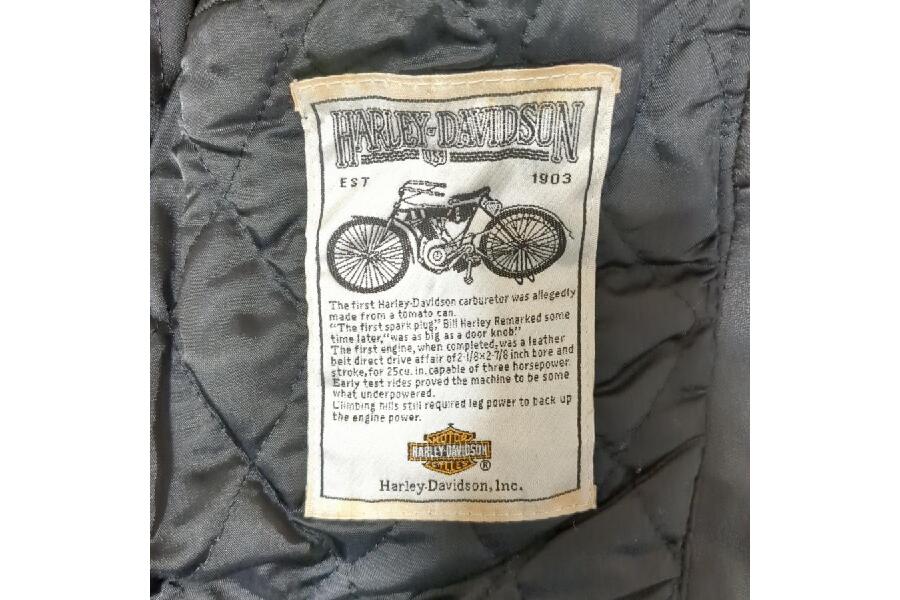 HARLEY-DAVIDSON
USA
EST 1903
The first Harley-Davidson carburetor was allegedly
made from a tomato can.
"The first spark plug," Bill Harley Remarked some
time later, "was as big as a door knob."
The first engine, when completed, was a leather
belt direct drive affair of 2-1/8×2-7/8 inch bore and
stroke, for 25cu. in. capable of three horsepower.
Early test rides proved the machine to be some
what underpowered.
Climbing hills still required leg power to back up
the engine power.
MOTOR
HARLEY-DAVIDSON
CYCLES
®
Harley-Davidson, Inc.